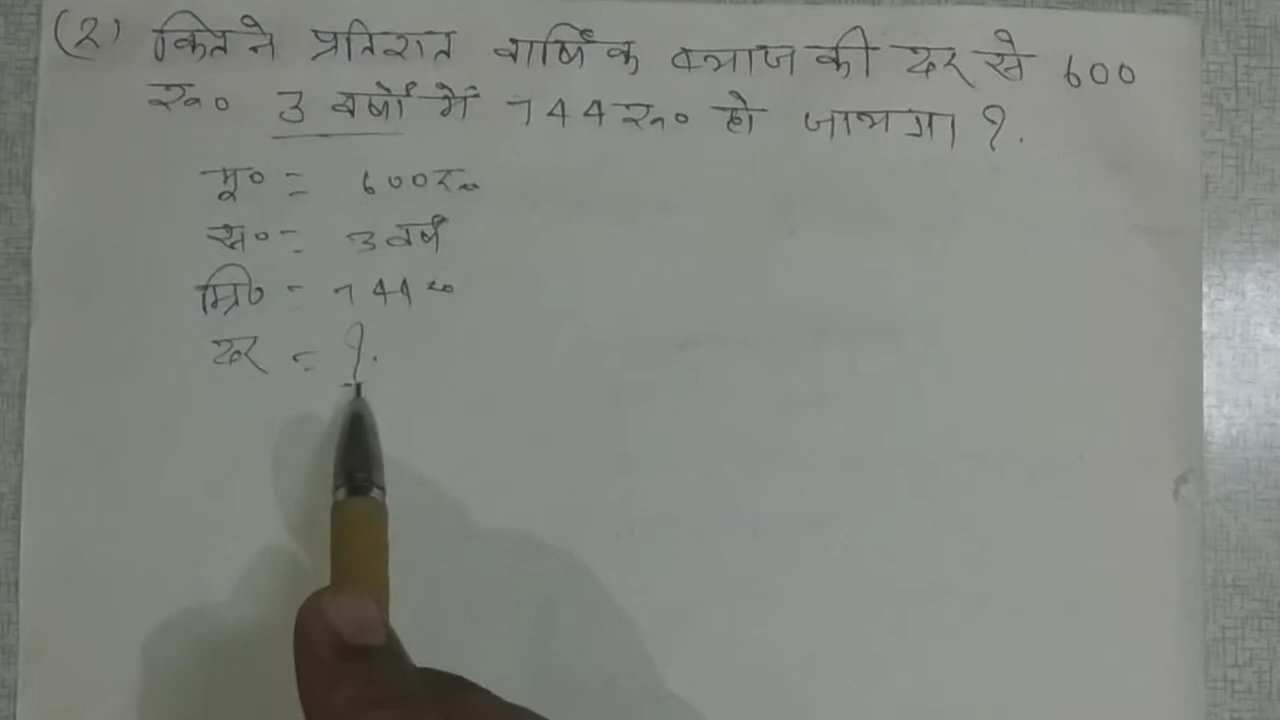 (2) कितने प्रतिशत वार्षिक ब्याज की दर से 600
रु० 3 वर्षों में 744 रु० हो जायगा ?.
मू० = 600 रु०
स० = 3 वर्ष
मि० = 744 रु०
दर = ?.